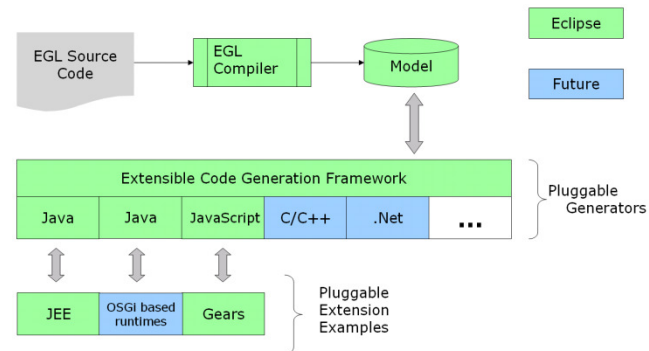 EGL Source
Code
EGL
Compiler
Model
Eclipse
Future
Extensible Code Generation Framework
Java
Java
JavaScript
C/C++
.Net
...
Pluggable
Generators
JEE
OSGi based
runtimes
Gears
Pluggable
Extension
Examples